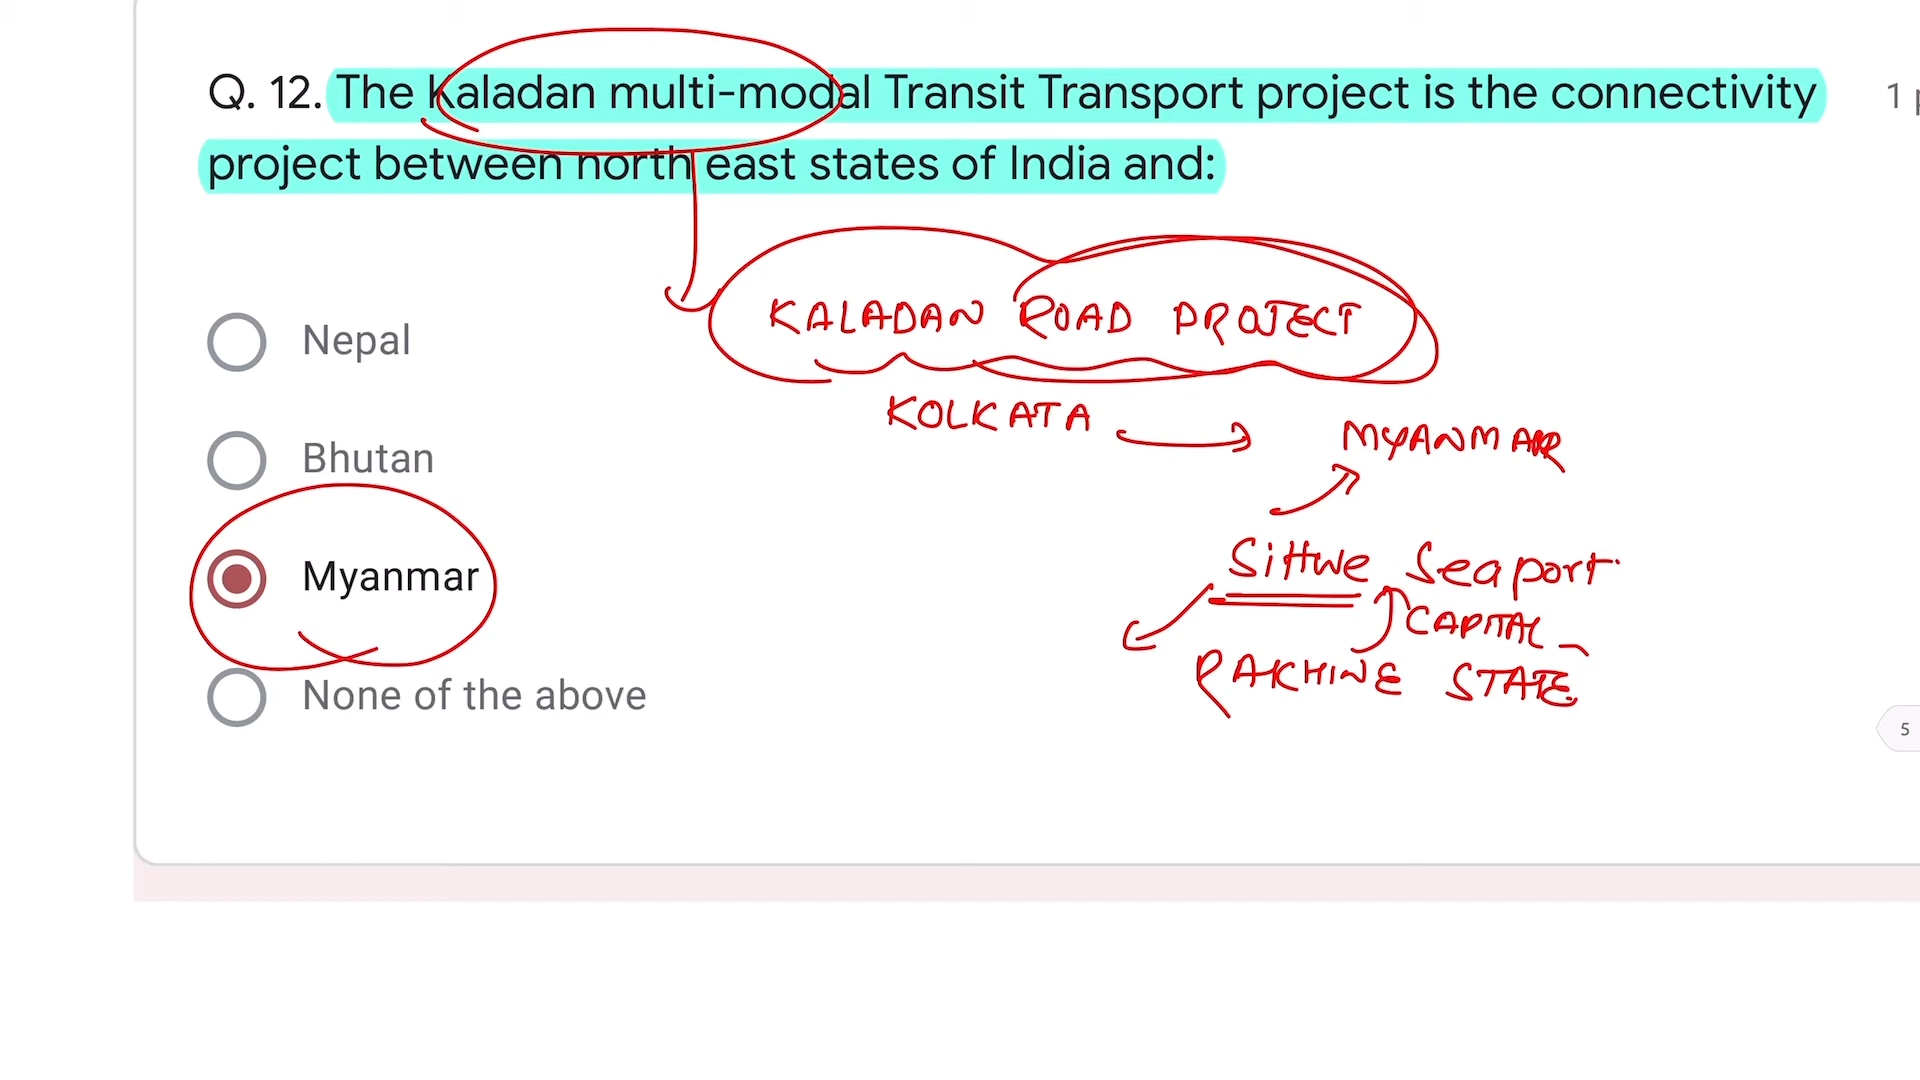 Q. 12. The Kaladan multi-modal Transit Transport project is the connectivity
project between north east states of India and:
1
Nepal
KALADAN ROAD PROJECT
KOLKATA
MYANMAR
Bhutan
Sittwe Seaport
Myanmar
CAPITAL
RAKHINE STATE
None of the above
5